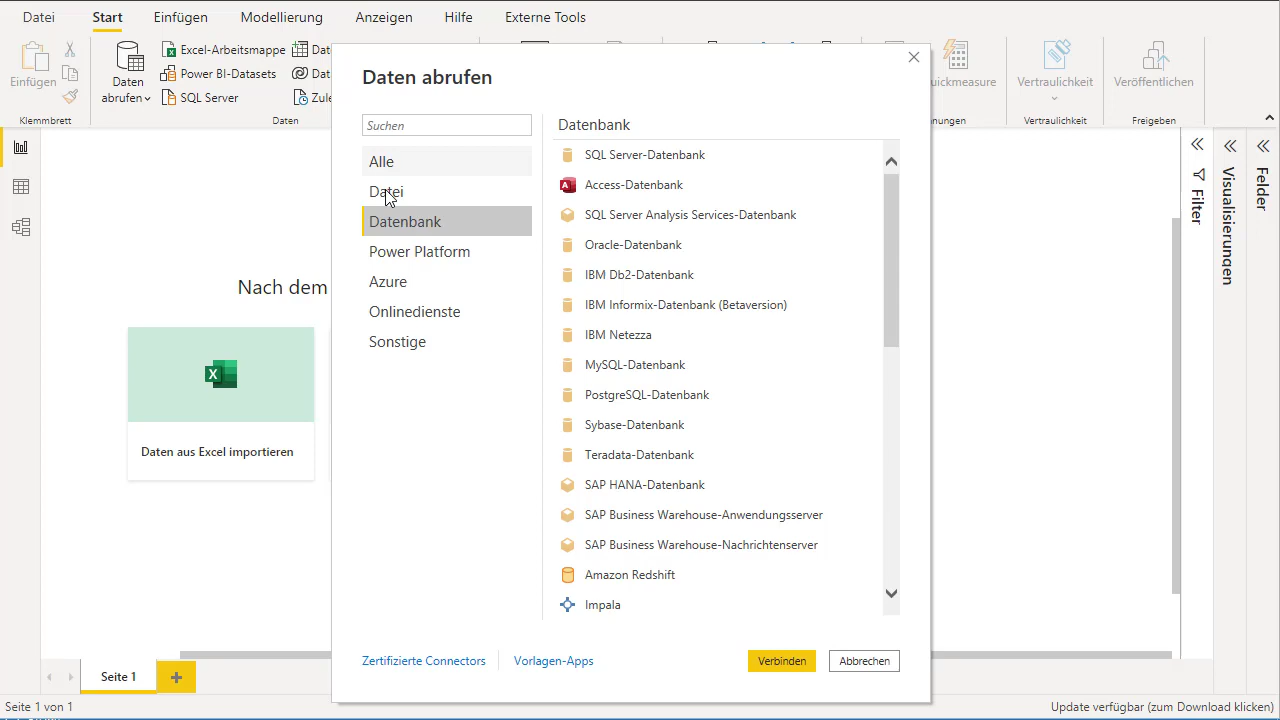 Datei Start Einfügen Modellierung Anzeigen Hilfe Externe Tools
Einfügen
Klemmbrett
Daten
abrufen
Excel-Arbeitsmappe
Power BI-Datasets
SQL Server
Daten
uickmeasure
nungen
Vertraulichkeit
Vertraulichkeit
Veröffentlichen
Freigeben
Daten abrufen
Suchen
Alle
Datei
Datenbank
Power Platform
Azure
Onlinedienste
Sonstige
Datenbank
SQL Server-Datenbank
Access-Datenbank
SQL Server Analysis Services-Datenbank
Oracle-Datenbank
IBM Db2-Datenbank
IBM Informix-Datenbank (Betaversion)
IBM Netezza
MySQL-Datenbank
PostgreSQL-Datenbank
Sybase-Datenbank
Teradata-Datenbank
SAP HANA-Datenbank
SAP Business Warehouse-Anwendungsserver
SAP Business Warehouse-Nachrichtenserver
Amazon Redshift
Impala
Zertifizierte Connectors
Vorlagen-Apps
Verbinden
Abbrechen
Nach dem
Daten aus Excel importieren
Filter
Visualisierungen
Felder
Seite 1
Seite 1 von 1
Update verfügbar (zum Download klicken)